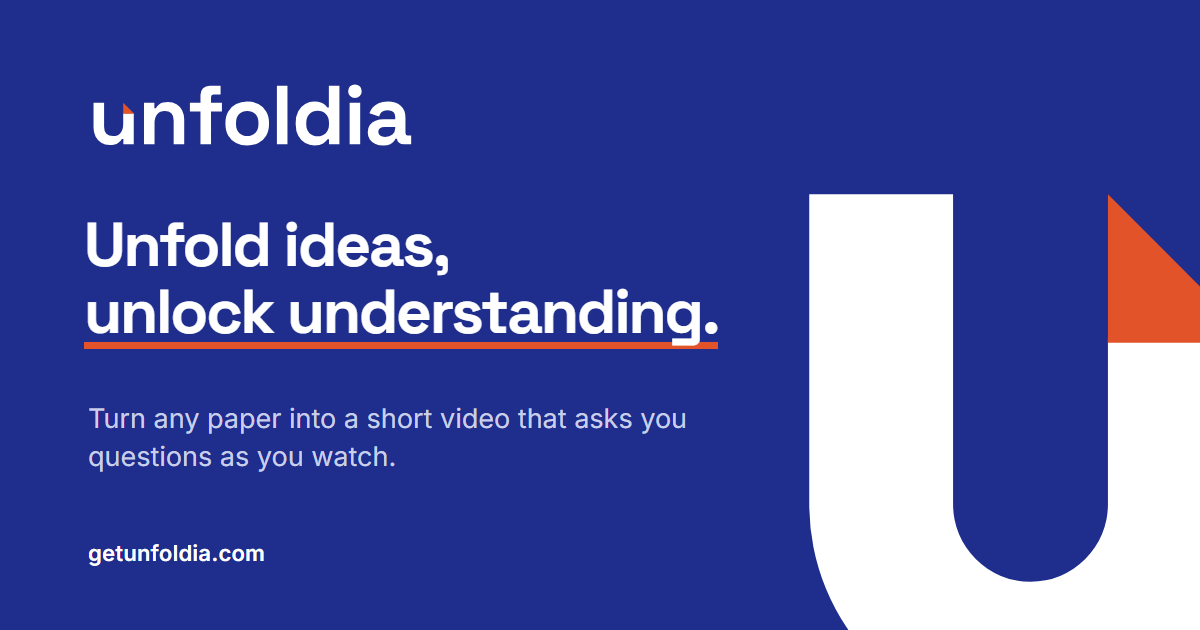 unfoldia
Unfold ideas,
unlock understanding.
Turn any paper into a short video that asks you
questions as you watch.
getunfoldia.com